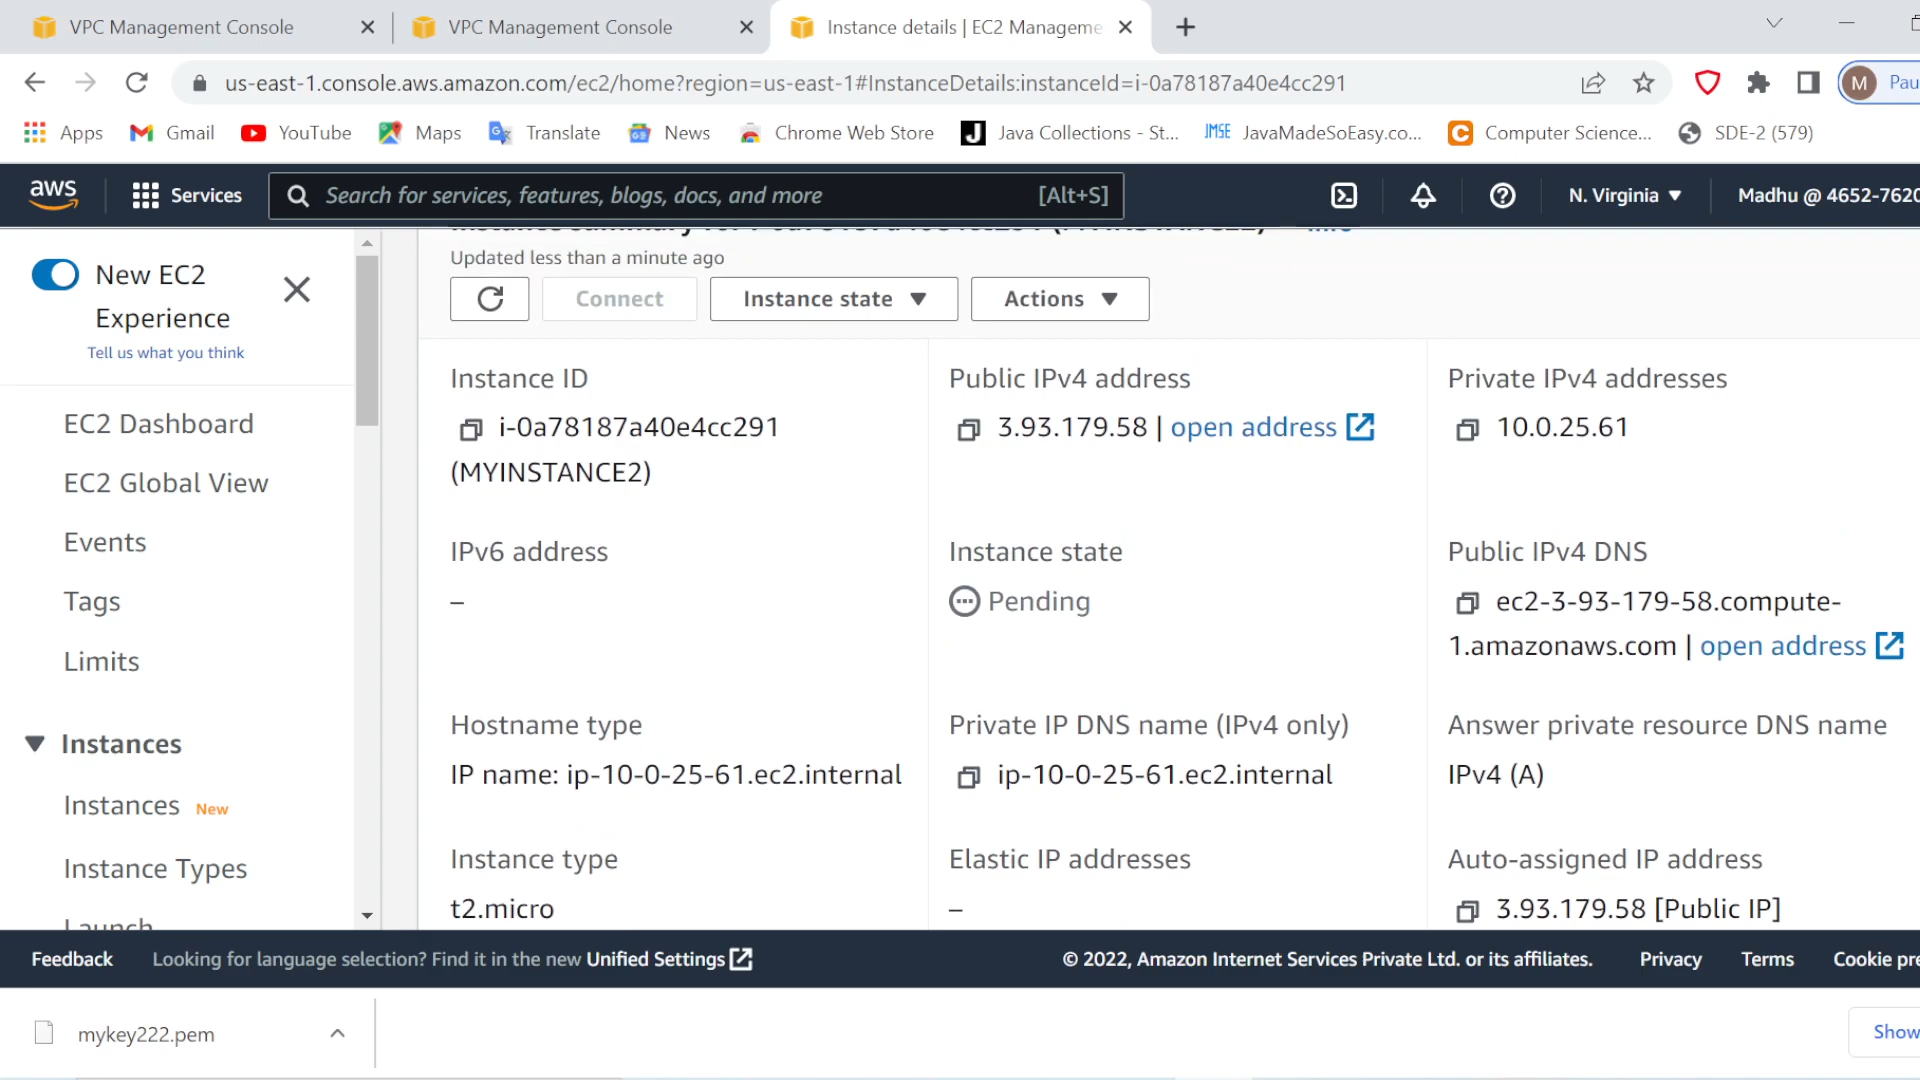 VPC Management Console
VPC Management Console
Instance details | EC2 Manageme
us-east-1.console.aws.amazon.com/ec2/home?region=us-east-1#InstanceDetails:instanceId=i-0a78187a40e4cc291
M
Pau
Apps
Gmail
YouTube
Maps
Translate
News
Chrome Web Store
J
Java Collections - St...
JMSE
JavaMadeSoEasy.co...
C
Computer Science...
SDE-2 (579)
aws
Services
Search for services, features, blogs, docs, and more
[Alt+S]
N. Virginia
Madhu @ 4652-7620
New EC2
Experience
Tell us what you think
Updated less than a minute ago
Connect
Instance state
Actions
EC2 Dashboard
EC2 Global View
Events
Tags
Limits
Instances
Instances New
Instance Types
Launch
Instance ID
i-0a78187a40e4cc291
(MYINSTANCE2)
Public IPv4 address
3.93.179.58 | open address
Private IPv4 addresses
10.0.25.61
IPv6 address
–
Instance state
Pending
Public IPv4 DNS
ec2-3-93-179-58.compute-
1.amazonaws.com | open address
Hostname type
IP name: ip-10-0-25-61.ec2.internal
Private IP DNS name (IPv4 only)
ip-10-0-25-61.ec2.internal
Answer private resource DNS name
IPv4 (A)
Instance type
t2.micro
Elastic IP addresses
–
Auto-assigned IP address
3.93.179.58 [Public IP]
Feedback
Looking for language selection? Find it in the new Unified Settings
© 2022, Amazon Internet Services Private Ltd. or its affiliates.
Privacy
Terms
Cookie pre
mykey222.pem
Show